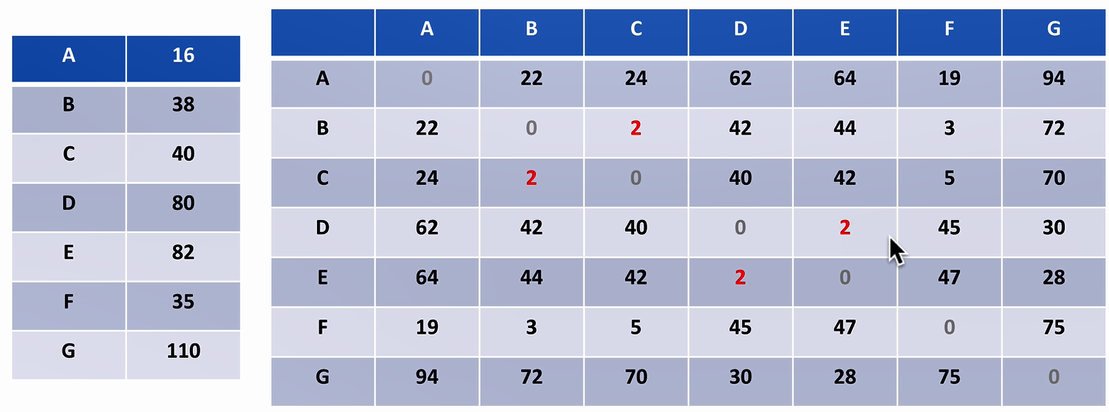 A 16
B 38
C 40
D 80
E 82
F 35
G 110
A B C D E F G
A 0 22 24 62 64 19 94
B 22 0 2 42 44 3 72
C 24 2 0 40 42 5 70
D 62 42 40 0 2 45 30
E 64 44 42 2 0 47 28
F 19 3 5 45 47 0 75
G 94 72 70 30 28 75 0